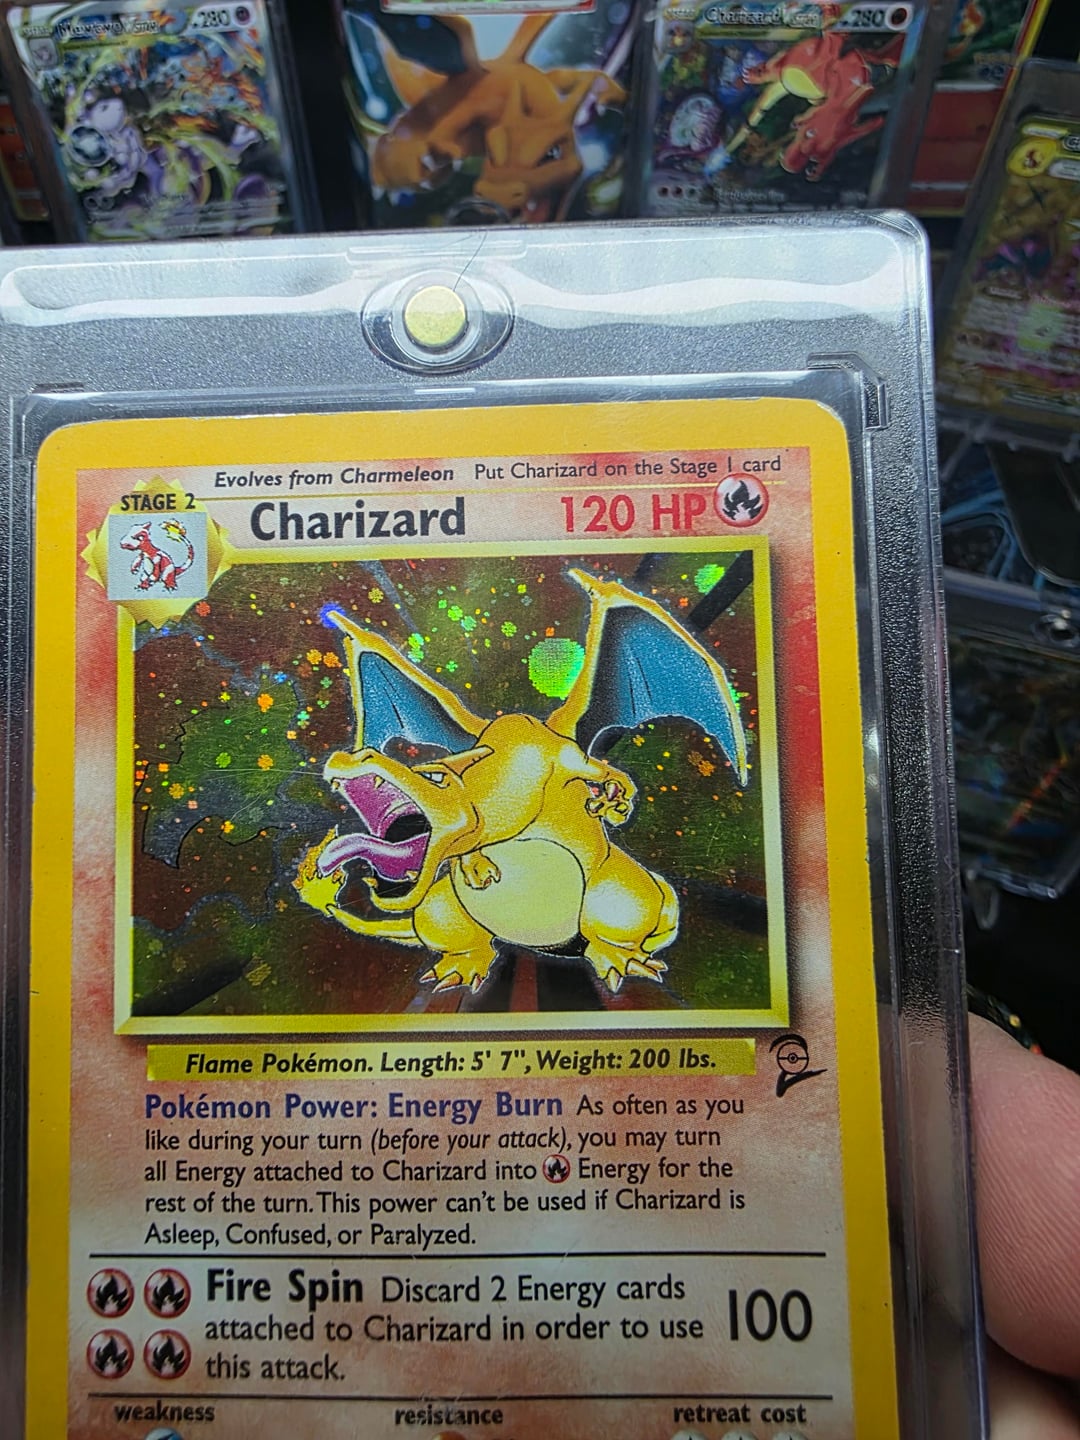 280
Charizard
280
Evolves from Charmeleon Put Charizard on the Stage 1 card
STAGE 2
Charizard 120 HP
Flame Pokémon. Length: 5' 7", Weight: 200 lbs.
Pokémon Power: Energy Burn As often as you
like during your turn (before your attack), you may turn
all Energy attached to Charizard into Energy for the
rest of the turn. This power can't be used if Charizard is
Asleep, Confused, or Paralyzed.
Fire Spin Discard 2 Energy cards
attached to Charizard in order to use 100
this attack.
weakness resistance retreat cost